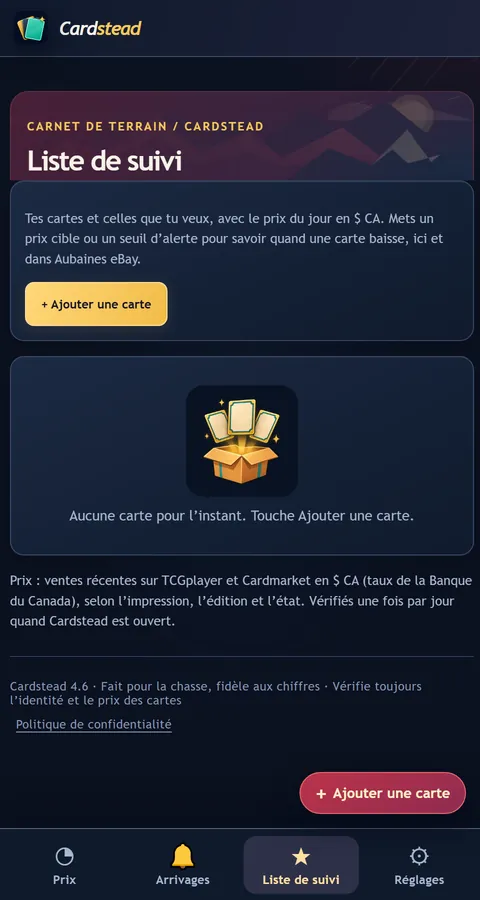 Cardstead
CARNET DE TERRAIN / CARDSTEAD
Liste de suivi
Tes cartes et celles que tu veux, avec le prix du jour en $ CA. Mets un
prix cible ou un seuil d’alerte pour savoir quand une carte baisse, ici et
dans Aubaines eBay.
+ Ajouter une carte
Aucune carte pour l’instant. Touche Ajouter une carte.
Prix : ventes récentes sur TCGplayer et Cardmarket en $ CA (taux de la Banque
du Canada), selon l’impression, l’édition et l’état. Vérifiés une fois par jour
quand Cardstead est ouvert.
Cardstead 4.6 · Fait pour la chasse, fidèle aux chiffres · Vérifie toujours
l’identité et le prix des cartes
Politique de confidentialité
+ Ajouter une carte
Prix
Arrivages
Liste de suivi
Réglages